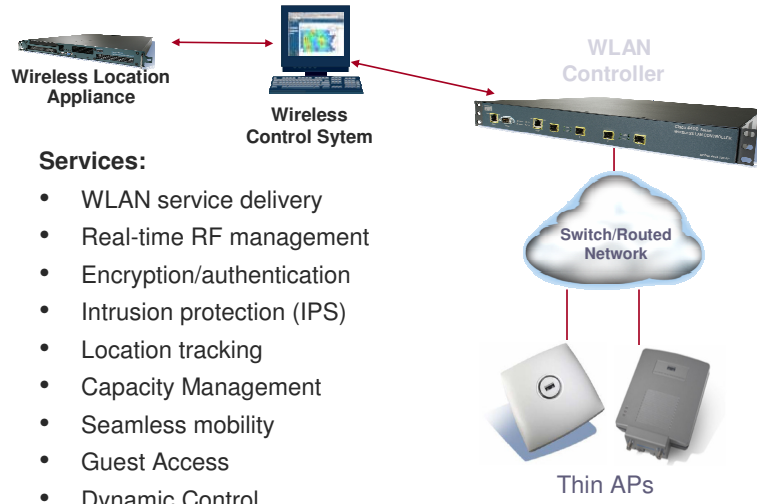 WLAN
Controller
Wireless Location
Appliance
Wireless
Control Sytem
Services:
• WLAN service delivery
• Real-time RF management
• Encryption/authentication
• Intrusion protection (IPS)
• Location tracking
• Capacity Management
• Seamless mobility
• Guest Access
• Dynamic Control
Switch/Routed
Network
Thin APs